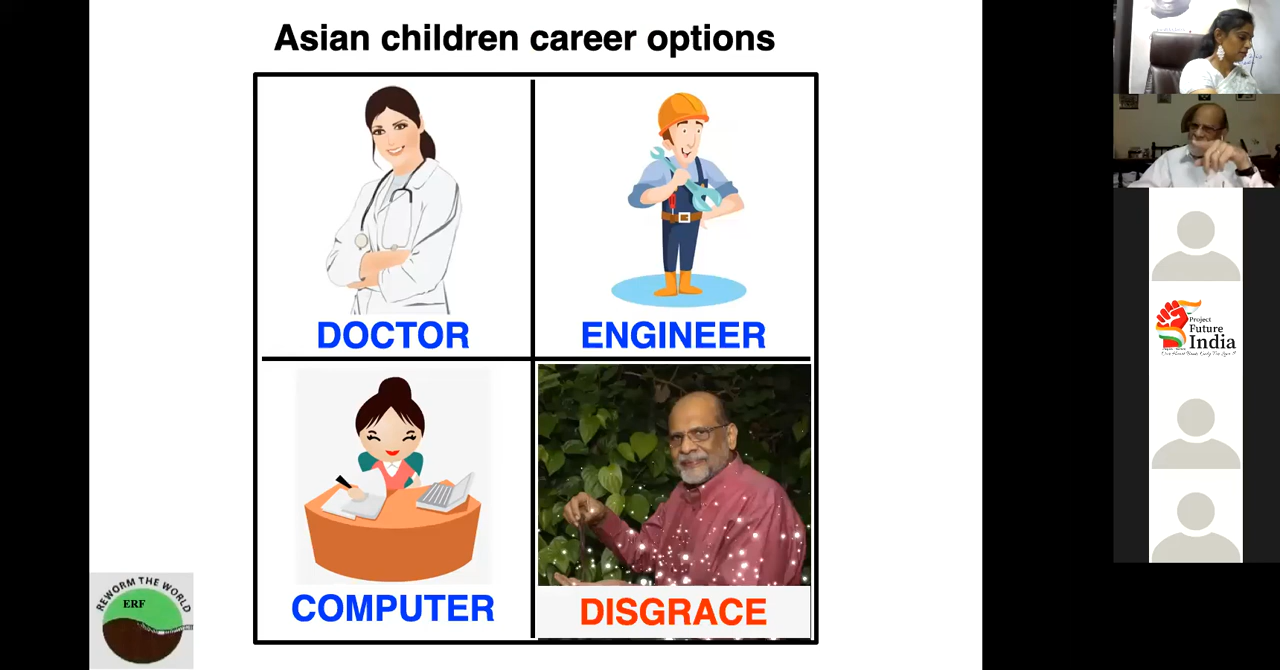 Asian children career options
DOCTOR
ENGINEER
COMPUTER
DISGRACE
REWORM THE WORLD
ERF
Project
Future
India